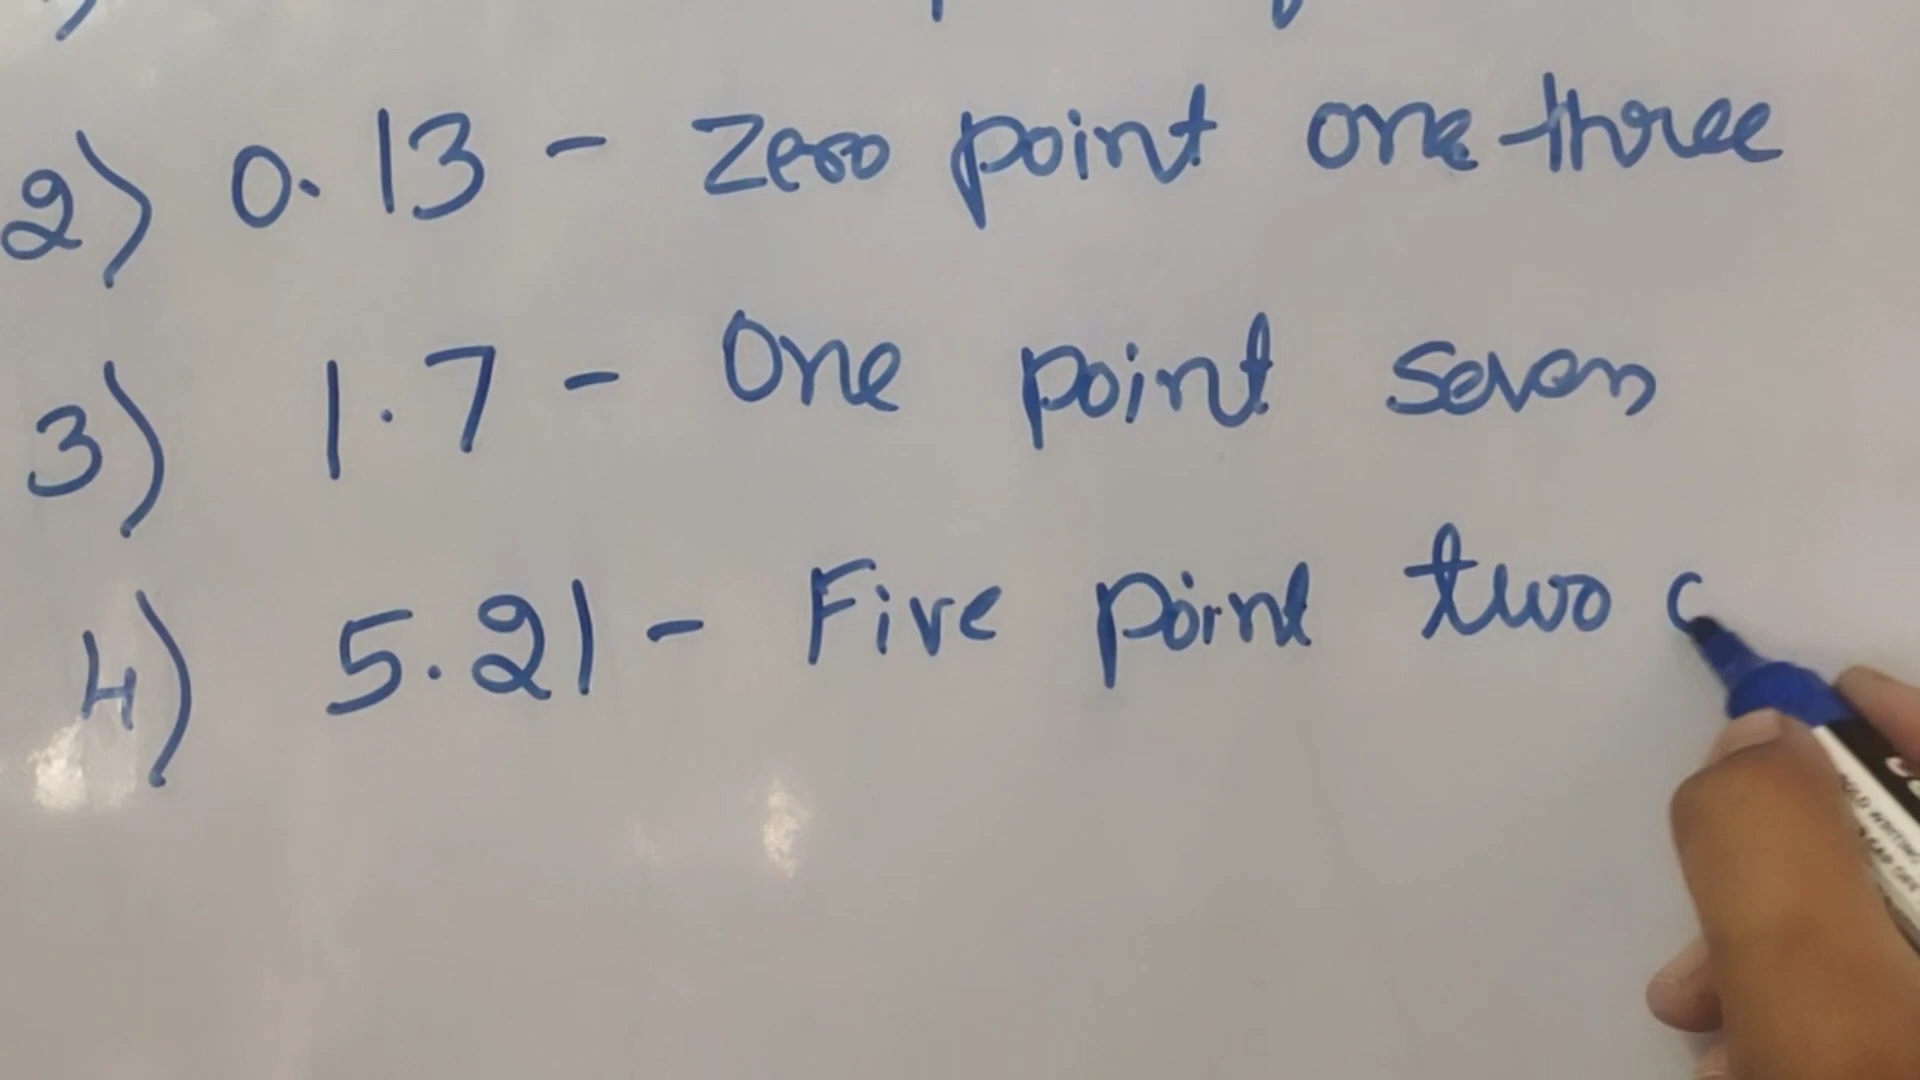 2) 0.13 - Zero point one three
3) 1.7 - One point seven
4) 5.21 - Five point two